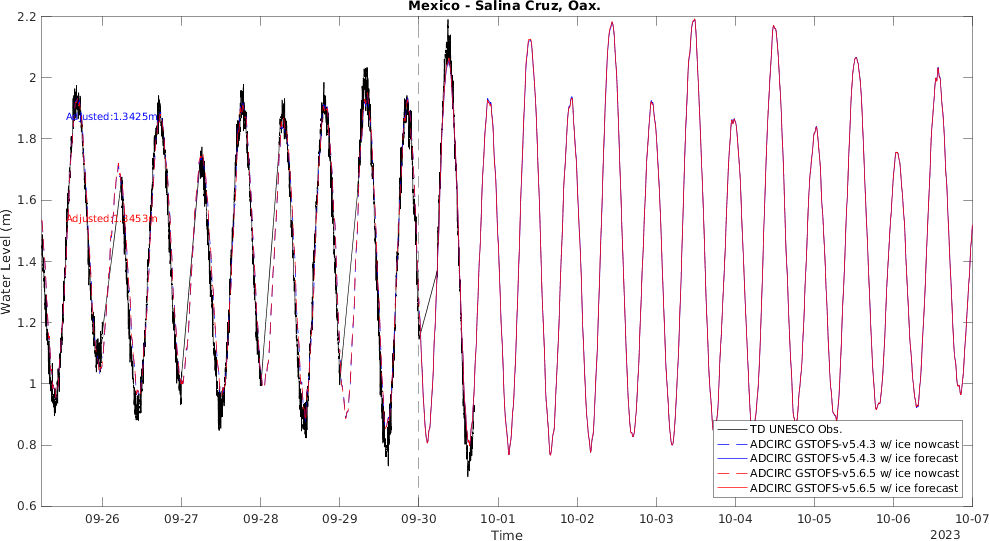 Mexico - Salina Cruz, Oax.
Water Level (m)
2.2
2
1.8
1.6
1.4
1.2
1
0.8
0.6
Adjusted:1.3425m
Adjusted:1.3453m
TD UNESCO Obs.
ADCIRC GSTOFS-v5.4.3 w/ ice nowcast
ADCIRC GSTOFS-v5.4.3 w/ ice forecast
ADCIRC GSTOFS-v5.6.5 w/ ice nowcast
ADCIRC GSTOFS-v5.6.5 w/ ice forecast
09-26 09-27 09-28 09-29 09-30 10-01 10-02 10-03 10-04 10-05 10-06 10-07
Time
2023